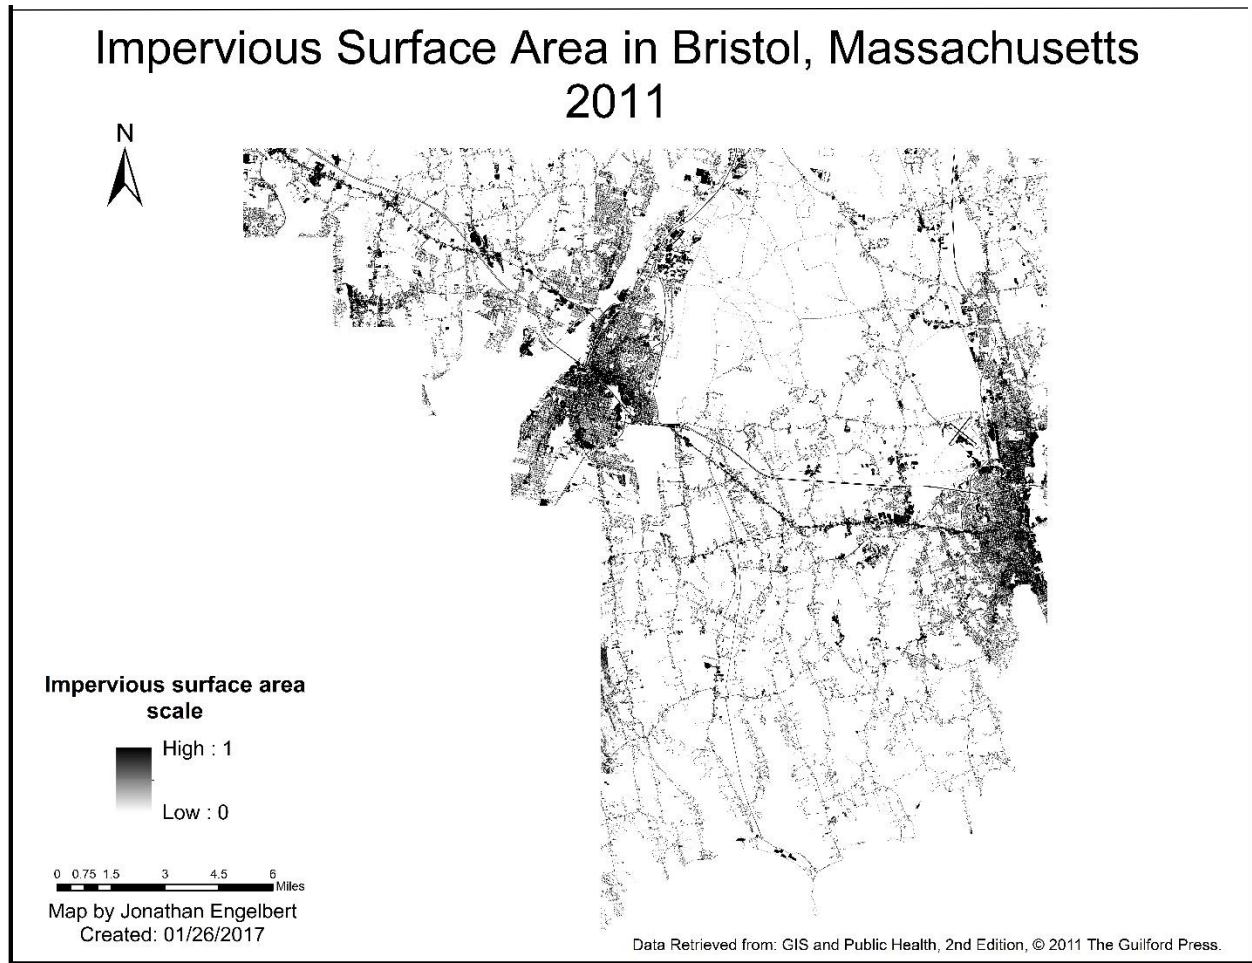 Impervious Surface Area in Bristol, Massachusetts
2011
N
Impervious surface area
scale
High : 1
Low : 0
0 0.75 1.5 3 4.5 6
Miles
Map by Jonathan Engelbert
Created: 01/26/2017
Data Retrieved from: GIS and Public Health, 2nd Edition, © 2011 The Guilford Press.